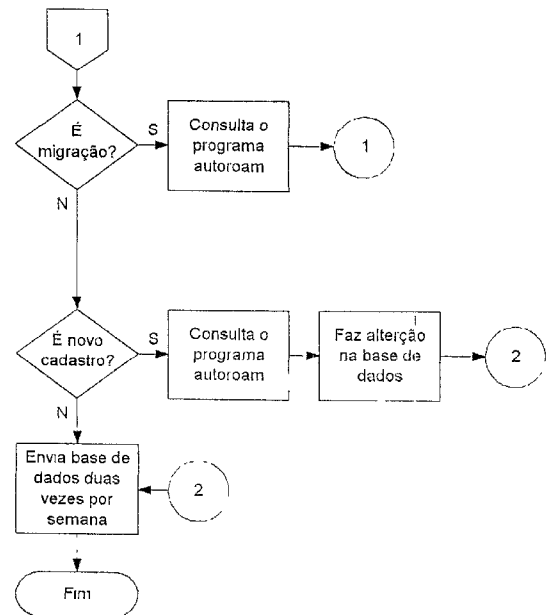 1
É
migração?
S
Consulta o
programa
autoroam
1
N
É novo
cadastro?
S
Consulta o
programa
autoroam
Faz alterção
na base de
dados
2
N
Envia base de
dados duas
vezes por
semana
2
Fim